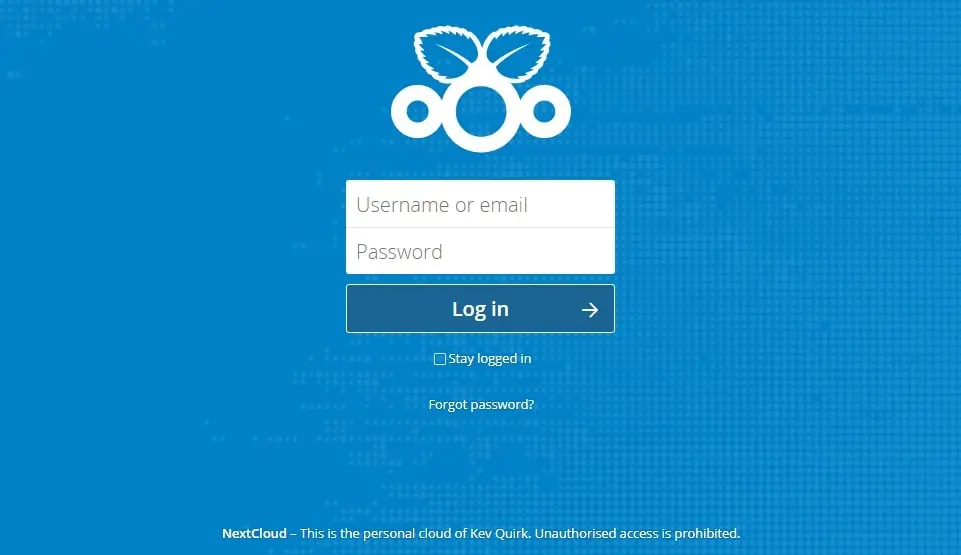 Username or email
Password
Log in
Stay logged in
Forgot password?
NextCloud – This is the personal cloud of Kev Quirk. Unauthorised access is prohibited.